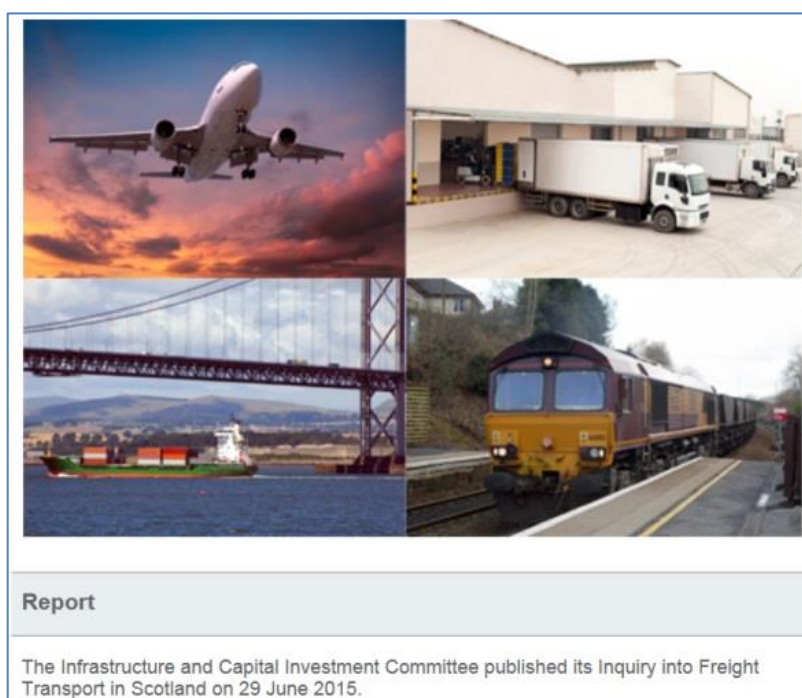 Report
The Infrastructure and Capital Investment Committee published its Inquiry into Freight
Transport in Scotland on 29 June 2015.